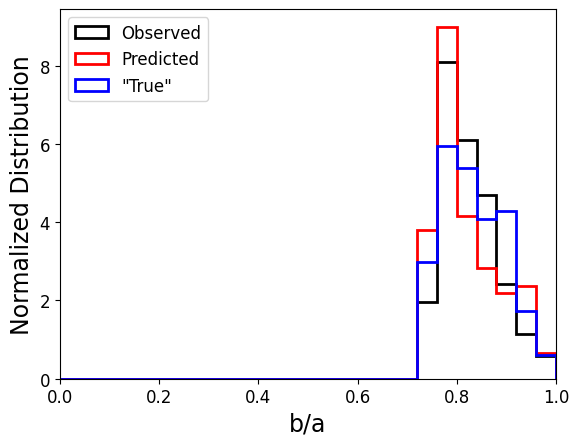 Observed
Predicted
"True"
Normalized Distribution
8
6
4
2
0
0.0 0.2 0.4 0.6 0.8 1.0
b/a